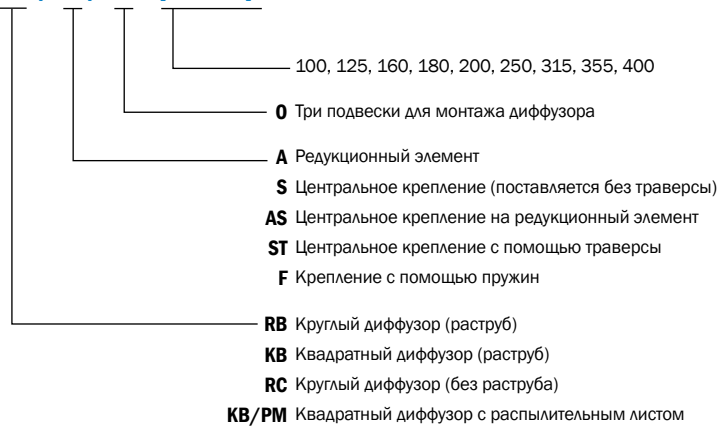 100, 125, 160, 180, 200, 250, 315, 355, 400
O Три подвески для монтажа диффузора
A Редукционный элемент
S Центральное крепление (поставляется без траверсы)
AS Центральное крепление на редукционный элемент
ST Центральное крепление с помощью траверсы
F Крепление с помощью пружин
RB Круглый диффузор (раструб)
KB Квадратный диффузор (раструб)
RC Круглый диффузор (без раструба)
KB/PM Квадратный диффузор с распылительным листом